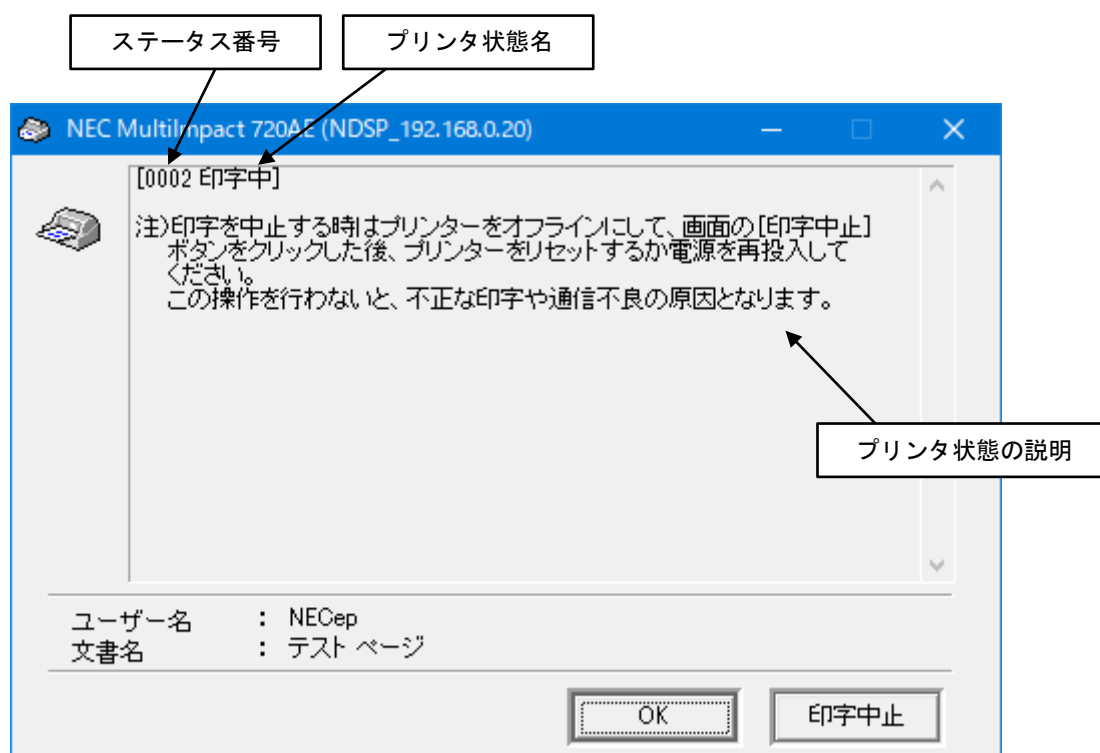 ステータス番号
プリンタ状態名
NEC MultiImpact 720AE (NDSP_192.168.0.20)
[0002 印字中]
注)印字を中止する時はプリンターをオフラインにして、画面の[印字中止]
ボタンをクリックした後、プリンターをリセットするか電源を再投入して
ください。
この操作を行わないと、不正な印字や通信不良の原因となります。
プリンタ状態の説明
ユーザー名 : NECep
文書名 : テスト ページ
OK
印字中止